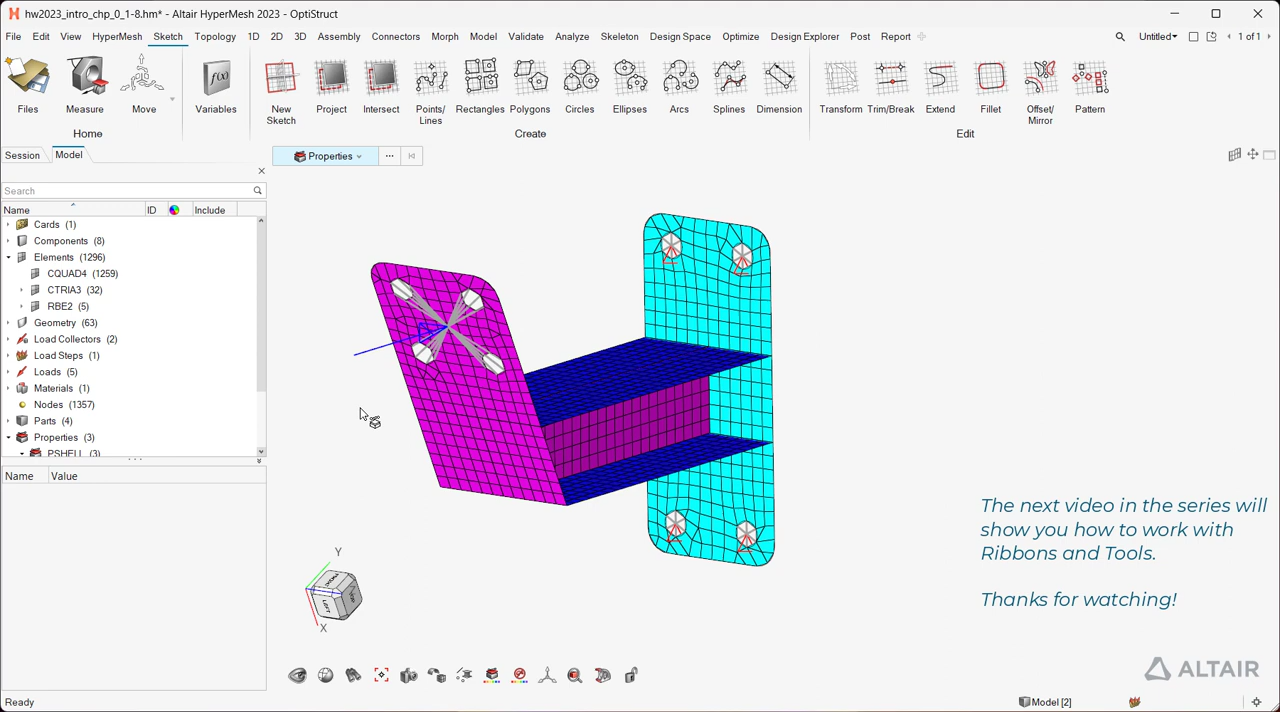 hw2023_intro_chp_0_1-8.hm* - Altair HyperMesh 2023 - OptiStruct
File Edit View HyperMesh Sketch Topology 1D 2D 3D Assembly Connectors Morph Model Validate Analyze Skeleton Design Space Optimize Design Explorer Post Report Untitled 1 of 1
Files Measure Move Variables New Sketch Project Intersect Points/ Lines Rectangles Polygons Circles Ellipses Arcs Splines Dimension Transform Trim/Break Extend Fillet Offset/ Mirror Pattern
Home Create Edit
Session Model
Properties
Search
Name ID Include
Cards (1)
Components (8)
Elements (1296)
CQUAD4 (1259)
CTRIA3 (32)
RBE2 (5)
Geometry (63)
Load Collectors (2)
Load Steps (1)
Loads (5)
Materials (1)
Nodes (1357)
Parts (4)
Properties (3)
PSHELL (3)
Name Value
The next video in the series will
show you how to work with
Ribbons and Tools.
Thanks for watching!
Y
LEFT
X
ALTAIR
Ready
Model [2]